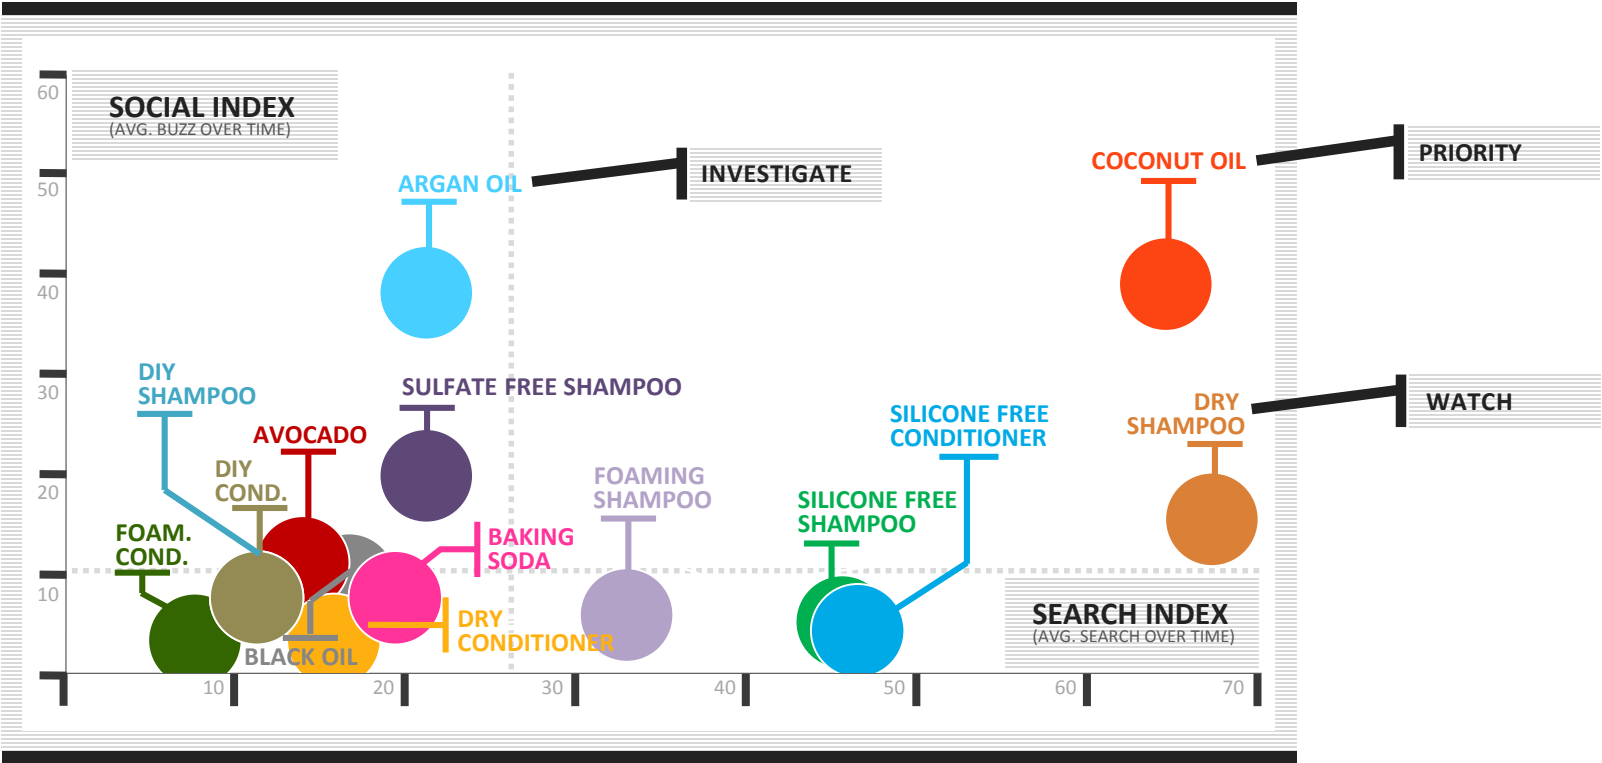 60
SOCIAL INDEX
(AVG. BUZZ OVER TIME)
50
40
30
20
10
ARGAN OIL
INVESTIGATE
COCONUT OIL
PRIORITY
DIY
SHAMPOO
SULFATE FREE SHAMPOO
DRY
SHAMPOO
WATCH
AVOCADO
SILICONE FREE
CONDITIONER
DIY
COND.
FOAMING
SHAMPOO
SILICONE FREE
SHAMPOO
FOAM.
COND.
BAKING
SODA
DRY
CONDITIONER
BLACK OIL
SEARCH INDEX
(AVG. SEARCH OVER TIME)
10
20
30
40
50
60
70